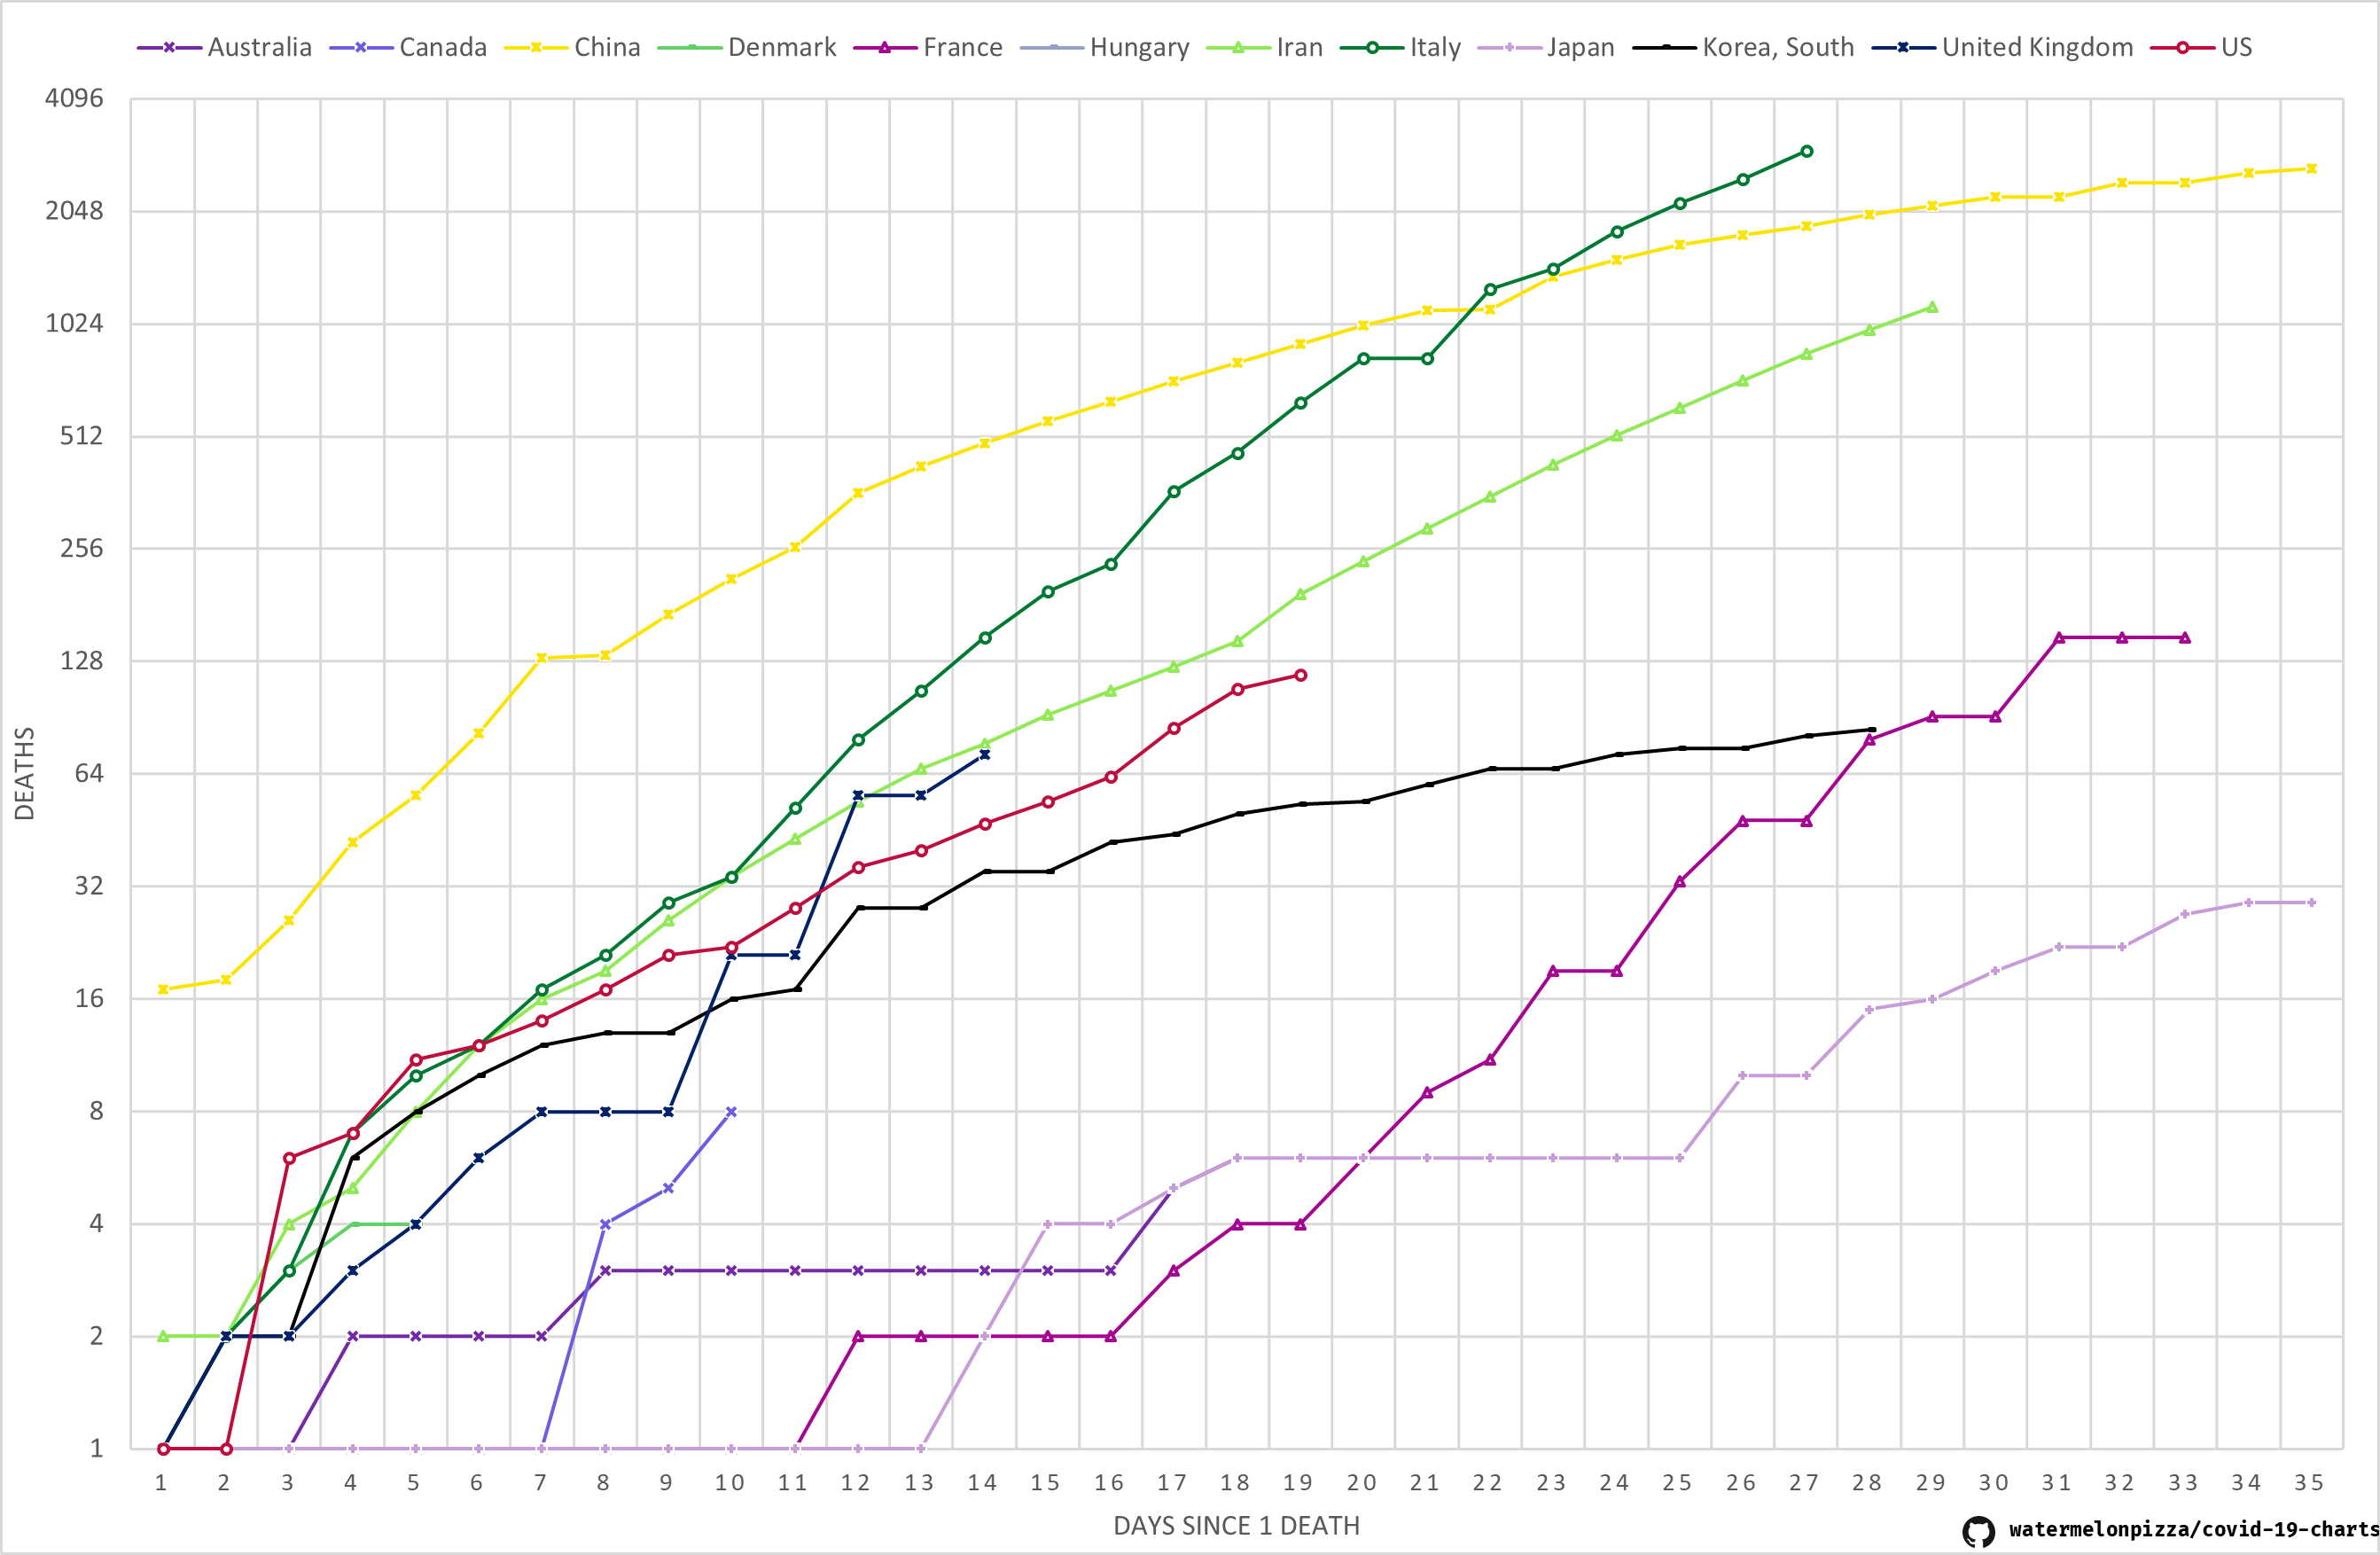 Australia Canada China Denmark France Hungary Iran Italy Japan Korea, South United Kingdom US
4096
2048
1024
512
256
128
64
32
16
8
4
2
1
DEATHS
1 2 3 4 5 6 7 8 9 10 11 12 13 14 15 16 17 18 19 20 21 22 23 24 25 26 27 28 29 30 31 32 33 34 35
DAYS SINCE 1 DEATH
watermelonpizza/covid-19-charts